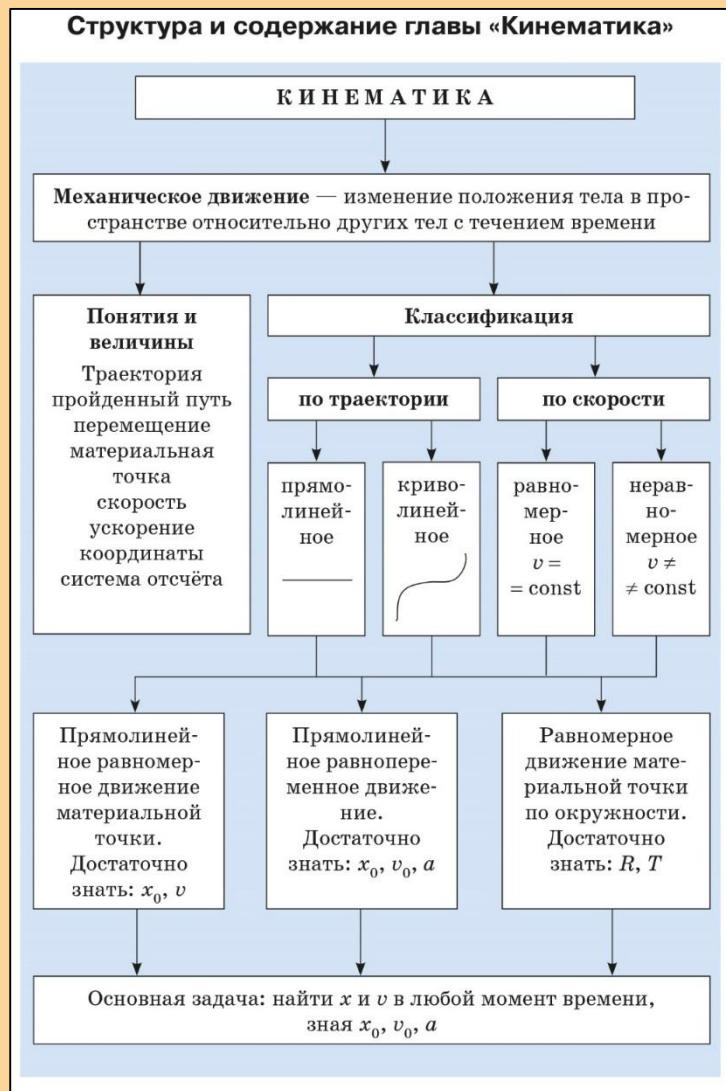 Структура и содержание главы «Кинематика»
КИНЕМАТИКА
Механическое движение — изменение положения тела в про-
странстве относительно других тел с течением времени
Понятия и
величины
Траектория
пройденный путь
перемещение
материальная
точка
скорость
ускорение
координаты
система отсчёта
Классификация
по траектории
по скорости
прямо-
линей-
ное
криво-
линей-
ное
равно-
мер-
ное
v =
= const
нерав-
но-
мерное
v ≠
≠ const
Прямолиней-
ное равномер-
ное движение
материальной
точки.
Достаточно
знать: x₀, v
Прямолиней-
ное равнопере-
менное движе-
ние.
Достаточно
знать: x₀, v₀, a
Равномерное
движение мате-
риальной точки
по окружности.
Достаточно
знать: R, T
Основная задача: найти x и v в любой момент времени,
зная x₀, v₀, a